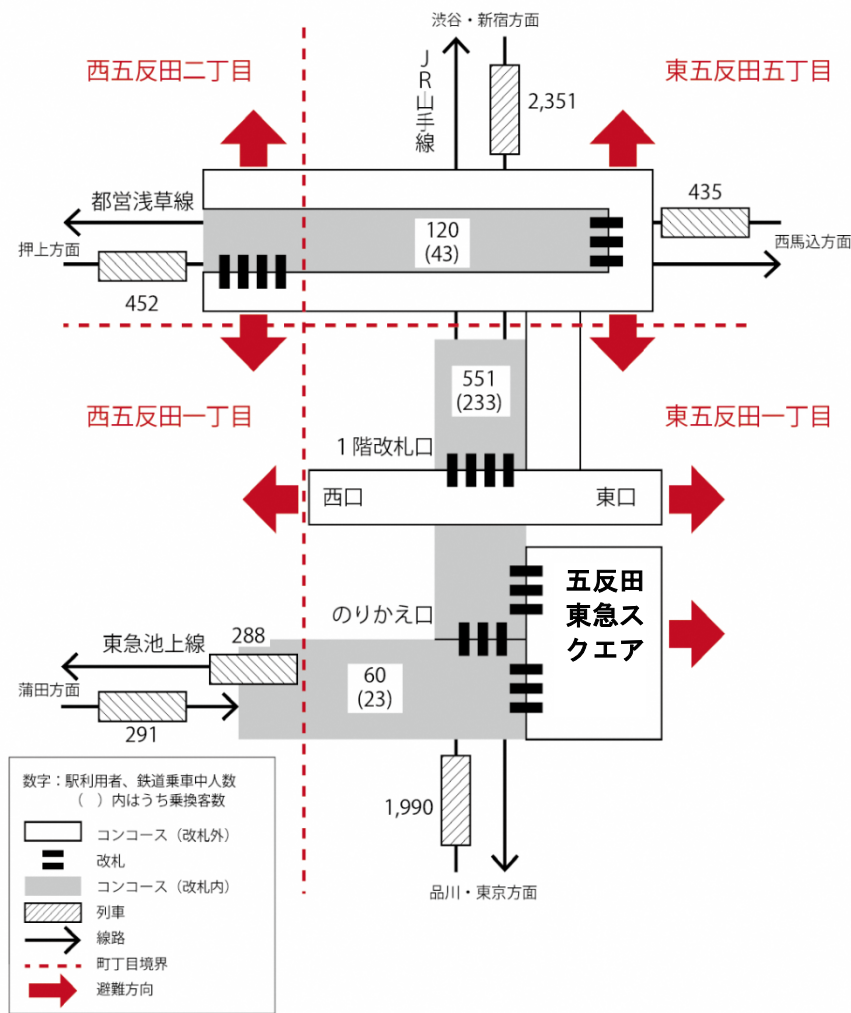 渋谷・新宿方面
西五反田二丁目
JR山手線
2,351
東五反田五丁目
都営浅草線
435
押上方面
120
(43)
西馬込方面
452
551
(233)
西五反田一丁目
東五反田一丁目
1階改札口
西口
東口
五反田
東急ス
クエア
のりかえ口
東急池上線
288
蒲田方面
60
(23)
291
1,990
品川・東京方面
数字:駅利用者、鉄道乗車中人数
( )内はうち乗換客数
コンコース(改札外)
改札
コンコース(改札内)
列車
線路
町丁目境界
避難方向